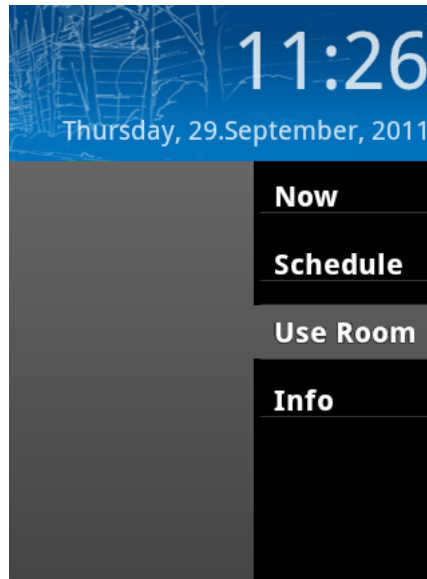 11:26
Thursday, 29.September, 2011
Now
Schedule
Use Room
Info